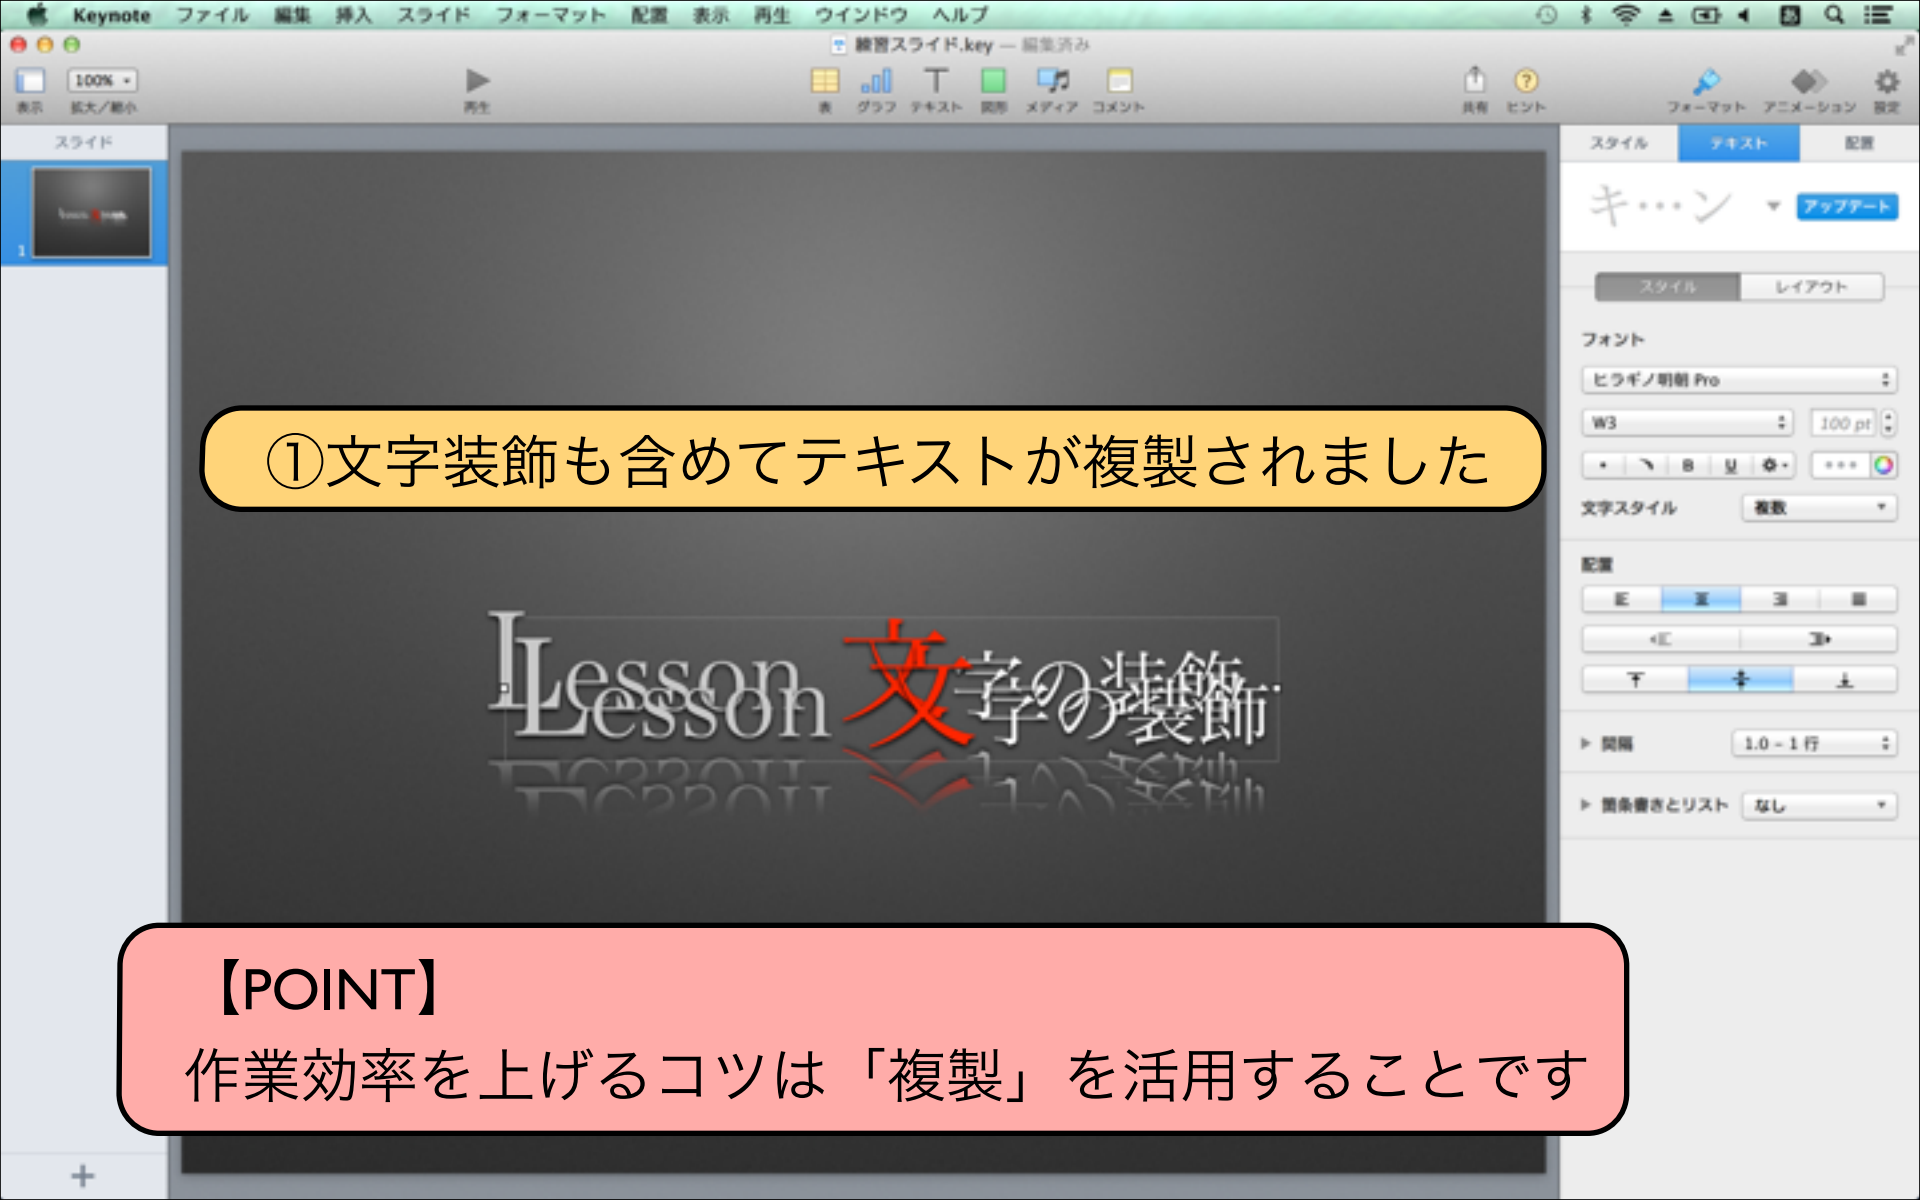 Keynote ファイル 編集 挿入 スライド フォーマット 配置 表示 再生 ウインドウ ヘルプ
練習スライド.key — 編集済み
100%
表示 拡大／縮小 再生 表 グラフ テキスト 図形 メディア コメント 共有 ヒント フォーマット アニメーション 設定
スライド
1
スタイル テキスト 配置
キ…ン アップデート
スタイル レイアウト
フォント
ヒラギノ明朝 Pro
W3 100 pt
B U
文字スタイル 複数
配置
間隔 1.0 – 1 行
箇条書きとリスト なし
①文字装飾も含めてテキストが複製されました
Lesson 文字の装飾
Lesson 文字の装飾
【POINT】
作業効率を上げるコツは「複製」を活用することです